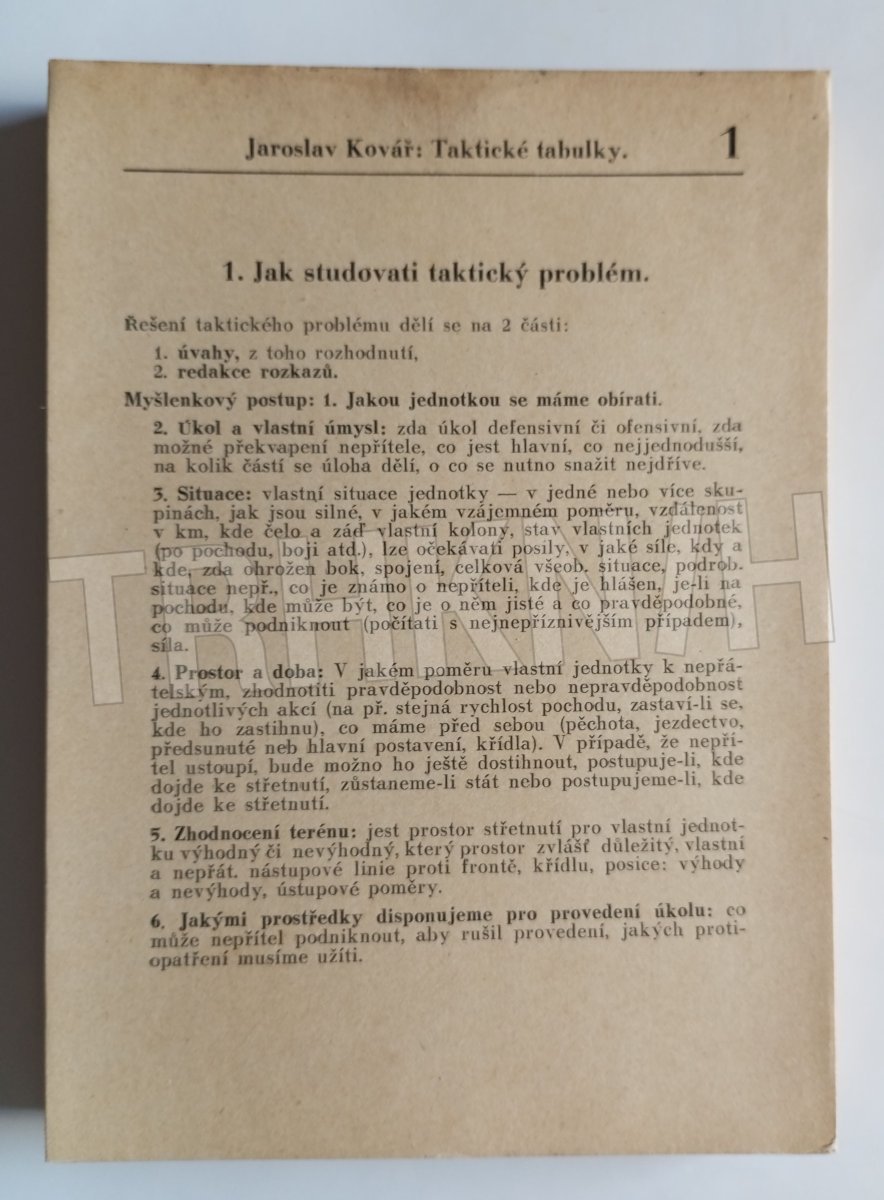 Jaroslav Kovář: Taktické tabulky. 1
1. Jak studovati taktický problém.
Řešení taktického problému dělí se na 2 části:
1. úvahy, z toho rozhodnutí,
2. redakce rozkazů.
Myšlenkový postup: 1. Jakou jednotkou se máme obírati.
2. Úkol a vlastní úmysl: zda úkol defensivní či ofensivní, zda
možné překvapení nepřítele, co jest hlavní, co nejjednodušší,
na kolik částí se úloha dělí, o co se nutno snažit nejdříve.
3. Situace: vlastní situace jednotky — v jedné nebo více sku-
pinách, jak jsou silné, v jakém vzájemném poměru, vzdálenost
v km, kde čelo a záď vlastní kolony, stav vlastních jednotek
(po pochodu, boji atd.), lze očekávati posily, v jaké síle, kdy a
kde, zda ohrožen bok, spojení, celková všeob. situace, podrob.
situace nepř., co je známo o nepříteli, kde je hlášen, je-li na
pochodu, kde může být, co je o něm jisté a co pravděpodobné,
co může podniknout (počítati s nejnepříznivějším případem),
síla.
4. Prostor a doba: V jakém poměru vlastní jednotky k nepřá-
telským, zhodnotiti pravděpodobnost nebo nepravděpodobnost
jednotlivých akcí (na př. stejná rychlost pochodu, zastaví-li se,
kde ho zastihnu), co máme před sebou (pěchota, jezdectvo,
předsunuté neb hlavní postavení, křídla). V případě, že nepří-
tel ustoupí, bude možno ho ještě dostihnout, postupuje-li, kde
dojde ke střetnutí, zůstaneme-li stát nebo postupujeme-li, kde
dojde ke střetnutí.
5. Zhodnocení terénu: jest prostor střetnutí pro vlastní jednot-
ku výhodný či nevýhodný, který prostor zvlášť důležitý, vlastní
a nepřát. nástupové linie proti frontě, křídlu, posice: výhody
a nevýhody, ústupové poměry.
6. Jakými prostředky disponujeme pro provedení úkolu: co
může nepřítel podniknout, aby rušil provedení, jakých proti-
opatření musíme užíti.